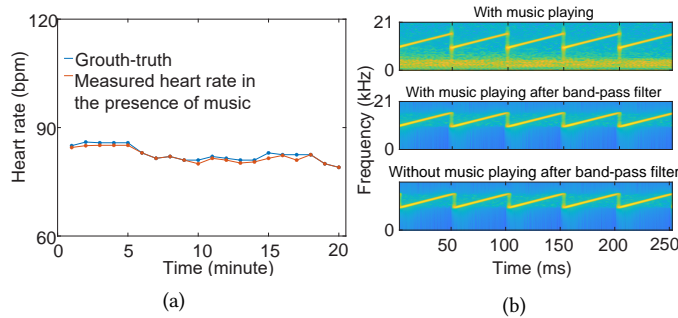 120
90
60
Heart rate (bpm)
Grouth-truth
Measured heart rate in
the presence of music
0
5
10
15
20
Time (minute)
(a)
With music playing
21
0
With music playing after band-pass filter
21
0
Without music playing after band-pass filter
21
0
Frequency (kHz)
50
100
150
200
250
Time (ms)
(b)